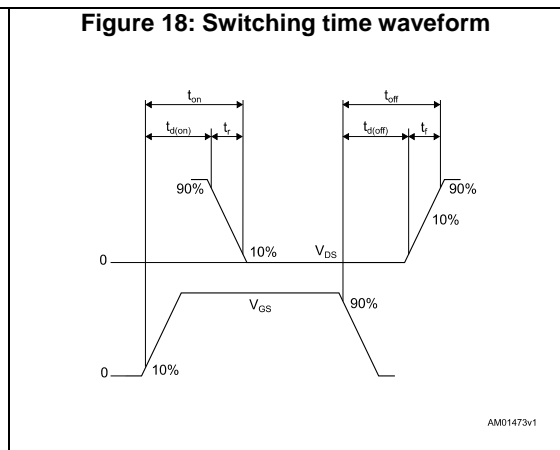 Figure 18: Switching time waveform
ton toff
td(on) tr td(off) tf
90% 90%
10%
0 10% VDS
VGS 90%
0 10%
AM01473v1